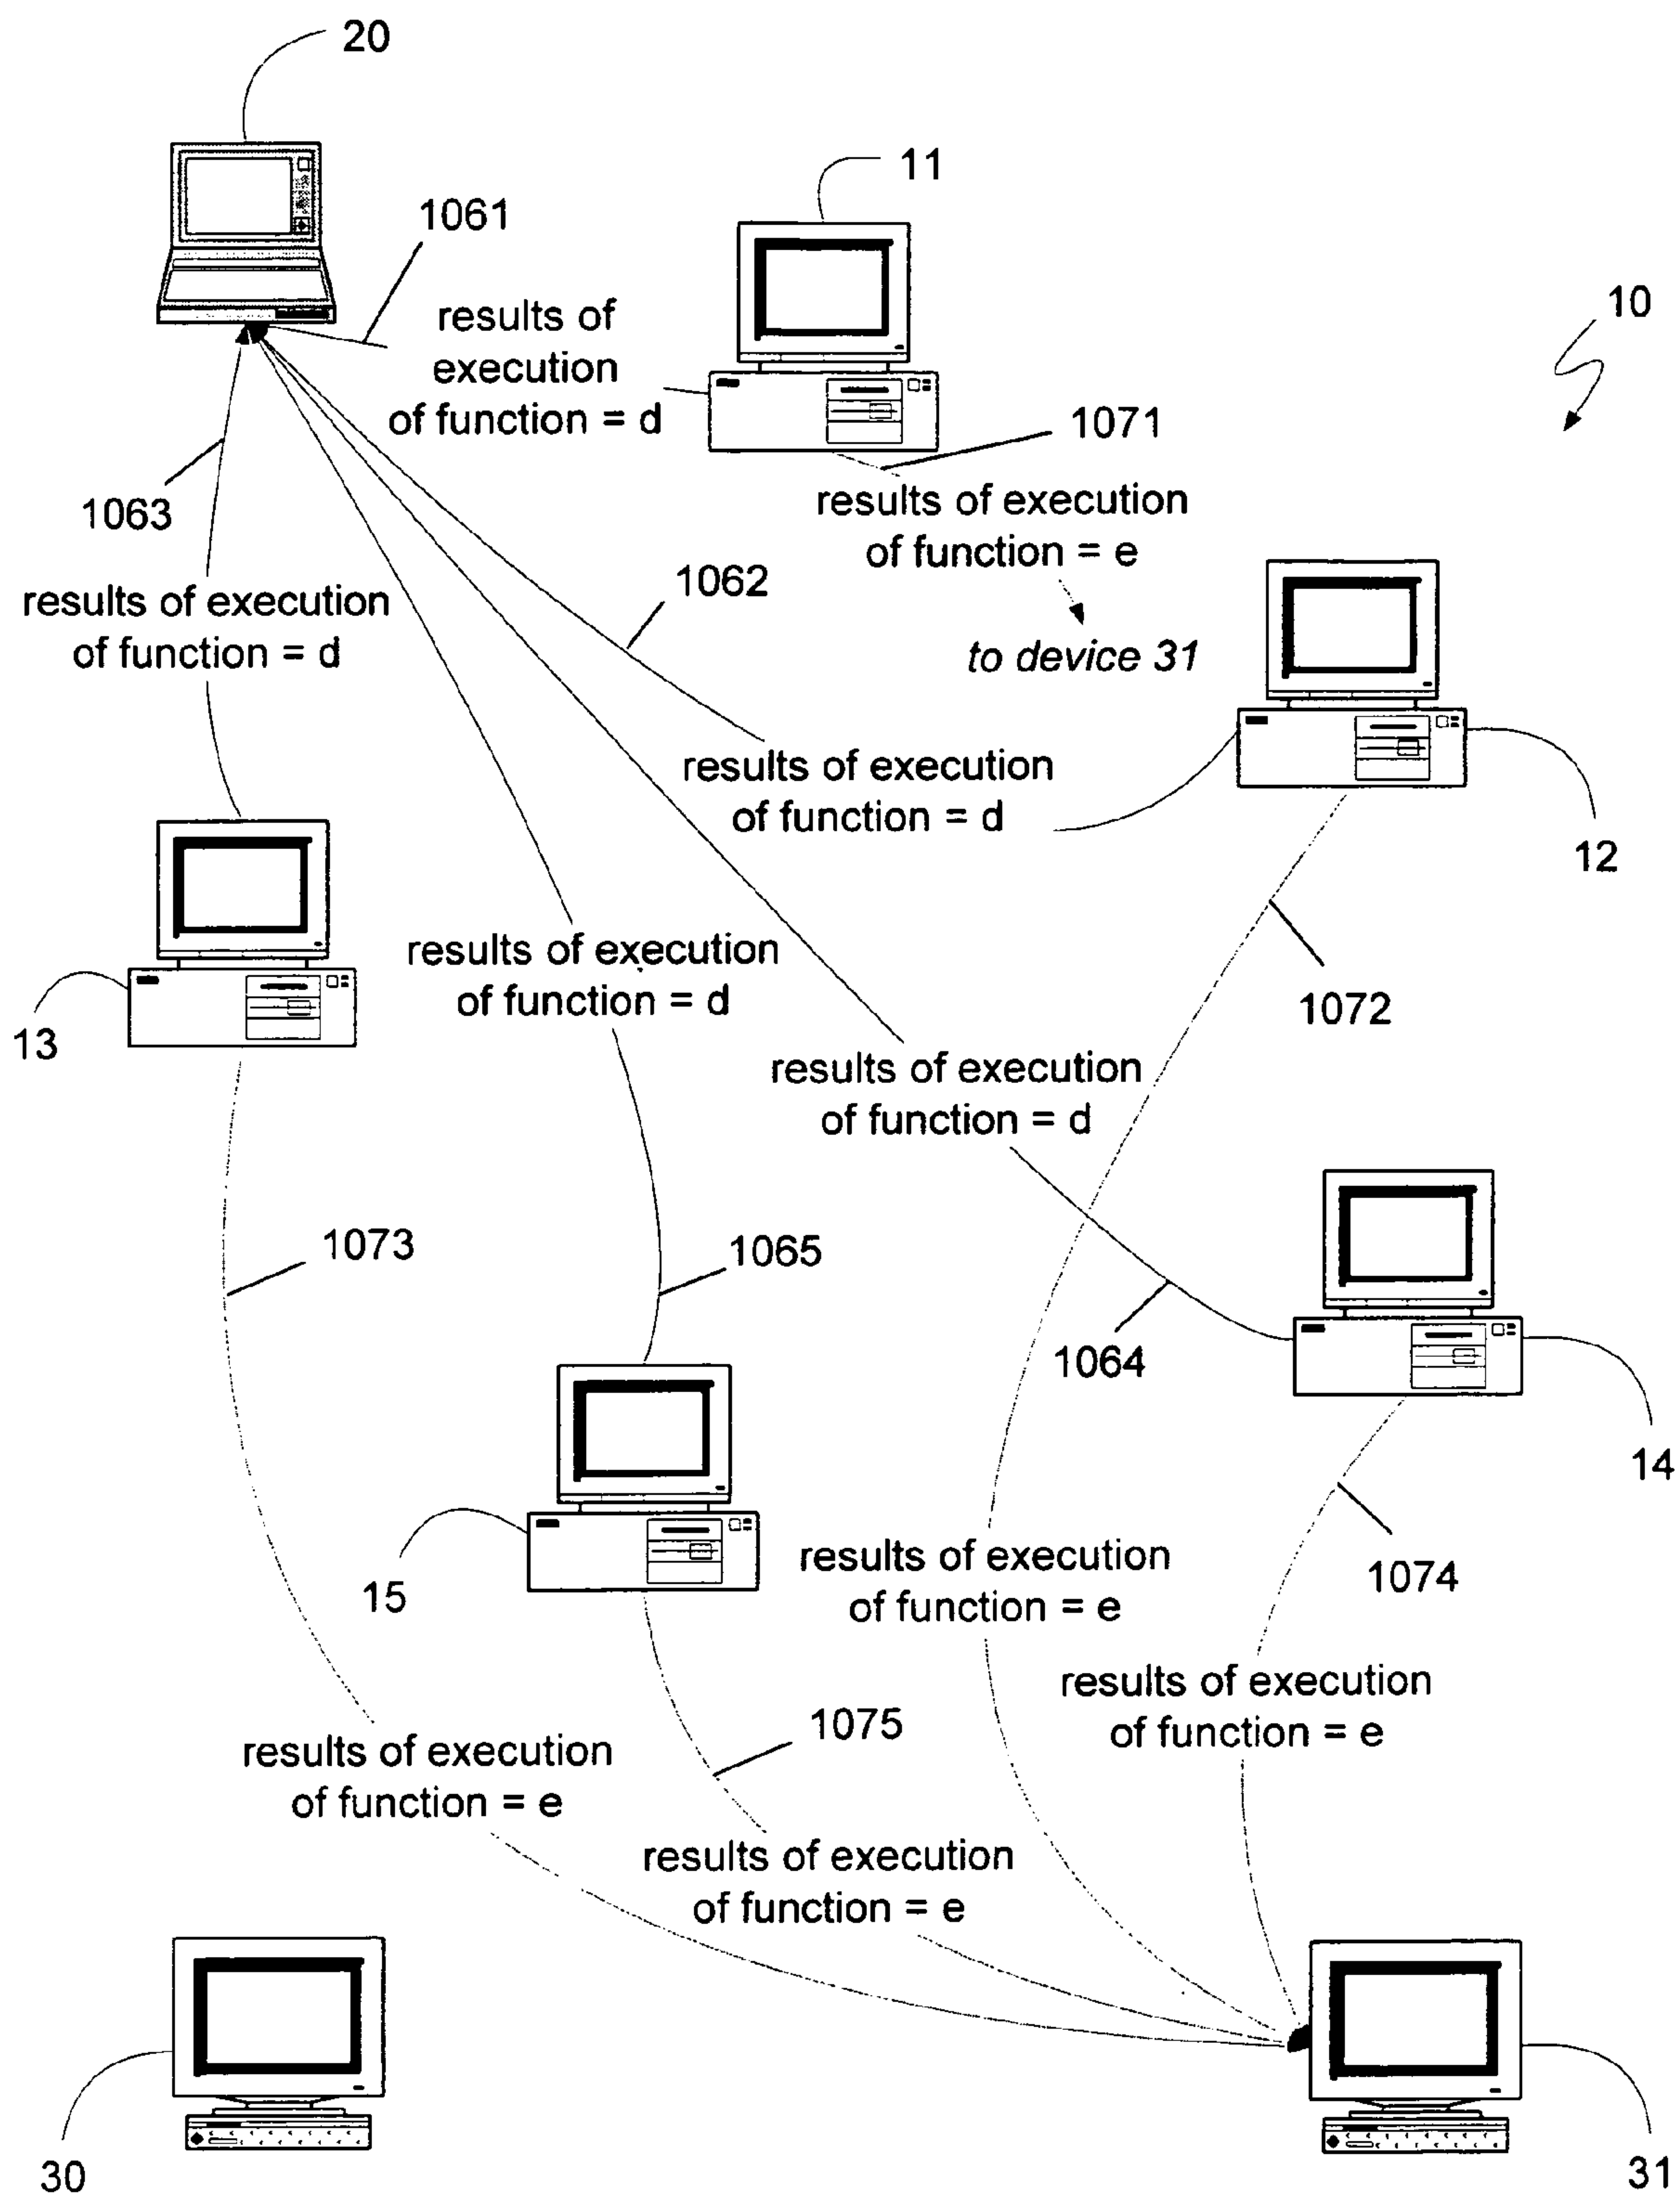 20
11
1061
10
results of
execution
of function = d
1071
results of execution
of function = e
1063
1062
results of execution
of function = d
to device 31
results of execution
of function = d
12
results of execution
of function = d
1072
13
results of execution
of function = d
1073
1065
1064
14
results of execution
of function = e
1074
15
results of execution
of function = e
1075
results of execution
of function = e
results of execution
of function = e
30
31